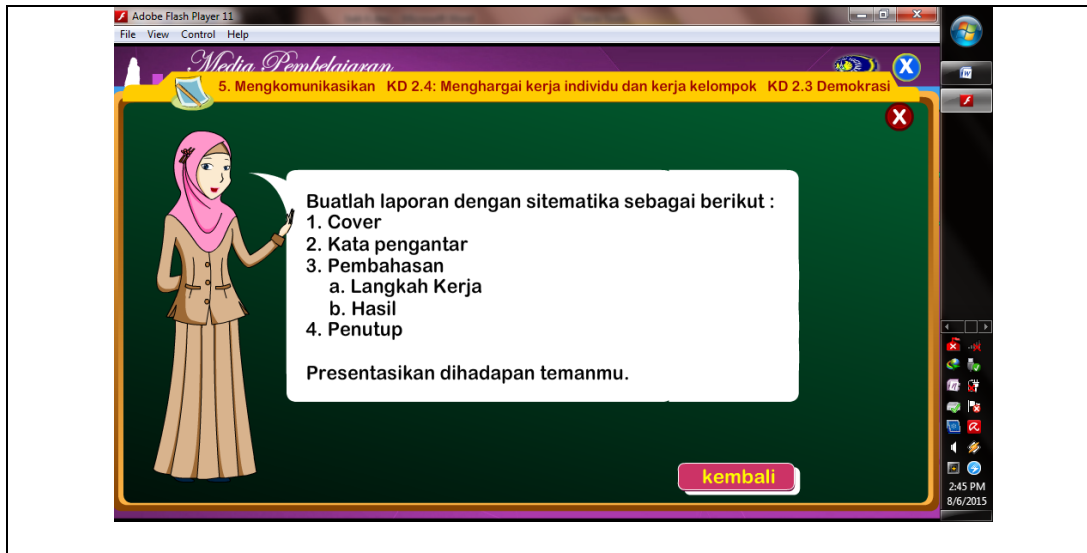 Adobe Flash Player 11
File View Control Help
Media Pembelajaran
X
5. Mengkomunikasikan KD 2.4: Menghargai kerja individu dan kerja kelompok KD 2.3 Demokrasi
X
Buatlah laporan dengan sitematika sebagai berikut :
1. Cover
2. Kata pengantar
3. Pembahasan
a. Langkah Kerja
b. Hasil
4. Penutup
Presentasikan dihadapan temanmu.
kembali
2:45 PM
8/6/2015